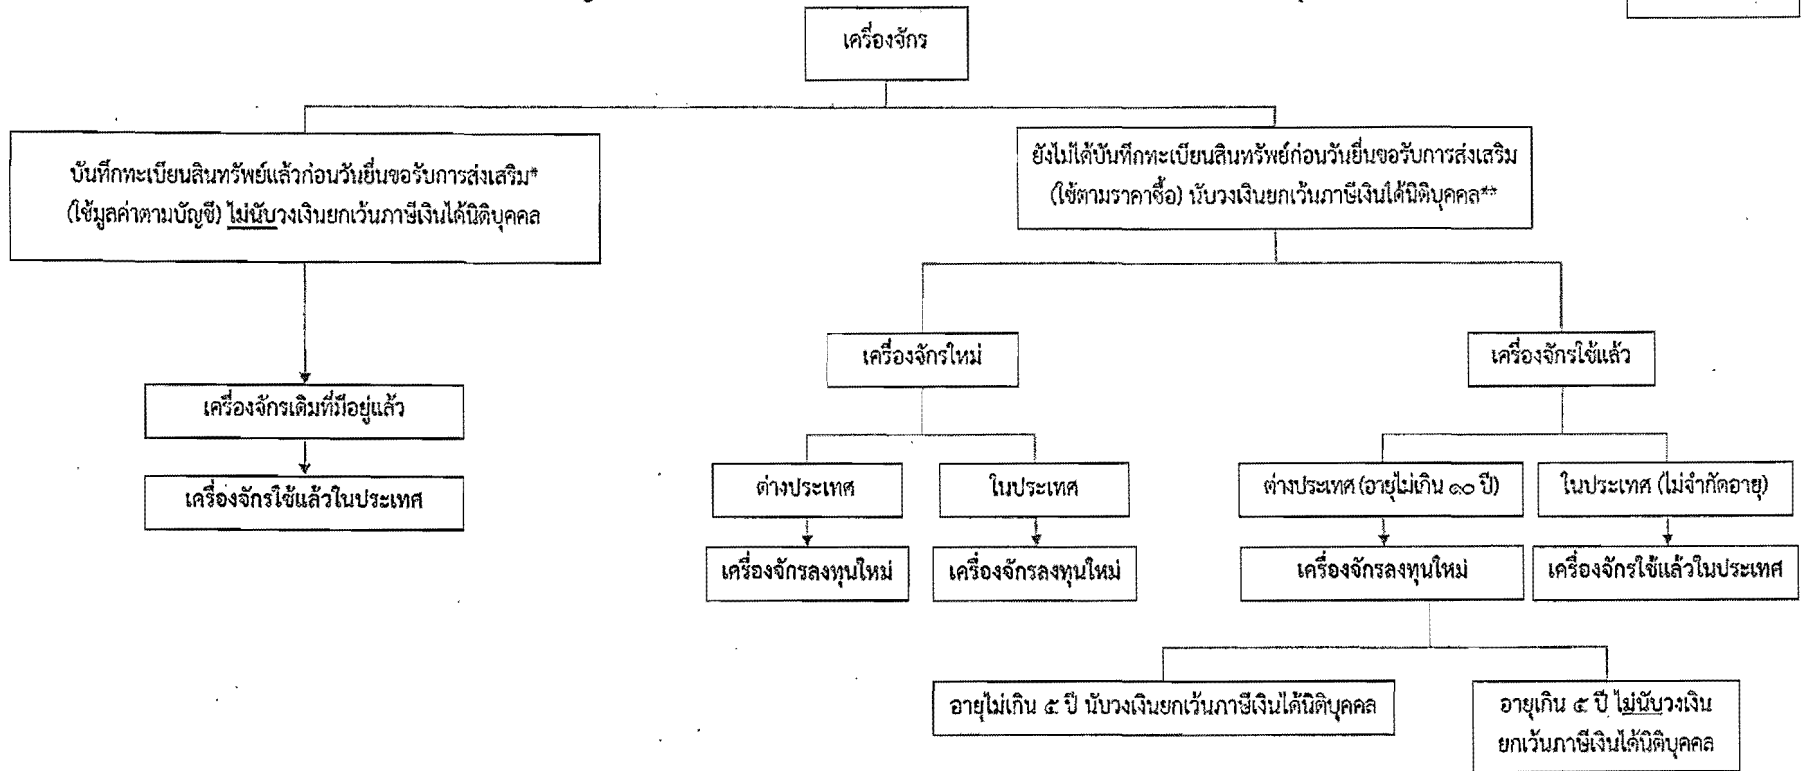 เครื่องจักร
บันทึกทะเบียนสินทรัพย์แล้วก่อนวันยื่นขอรับการส่งเสริม*
(ใช้มูลค่าตามบัญชี) ไม่นับวงเงินยกเว้นภาษีเงินได้นิติบุคคล
ยังไม่ได้บันทึกทะเบียนสินทรัพย์ก่อนวันยื่นขอรับการส่งเสริม
(ใช้ตามราคาซื้อ) นับวงเงินยกเว้นภาษีเงินได้นิติบุคคล**
เครื่องจักรใหม่
เครื่องจักรใช้แล้ว
เครื่องจักรเดิมที่มีอยู่แล้ว
เครื่องจักรใช้แล้วในประเทศ
ต่างประเทศ
ในประเทศ
ต่างประเทศ (อายุไม่เกิน ๑๐ ปี)
ในประเทศ (ไม่จำกัดอายุ)
เครื่องจักรลงทุนใหม่
เครื่องจักรลงทุนใหม่
เครื่องจักรลงทุนใหม่
เครื่องจักรใช้แล้วในประเทศ
อายุไม่เกิน ๕ ปี นับวงเงินยกเว้นภาษีเงินได้นิติบุคคล
อายุเกิน ๕ ปี ไม่นับวงเงิน
ยกเว้นภาษีเงินได้นิติบุคคล